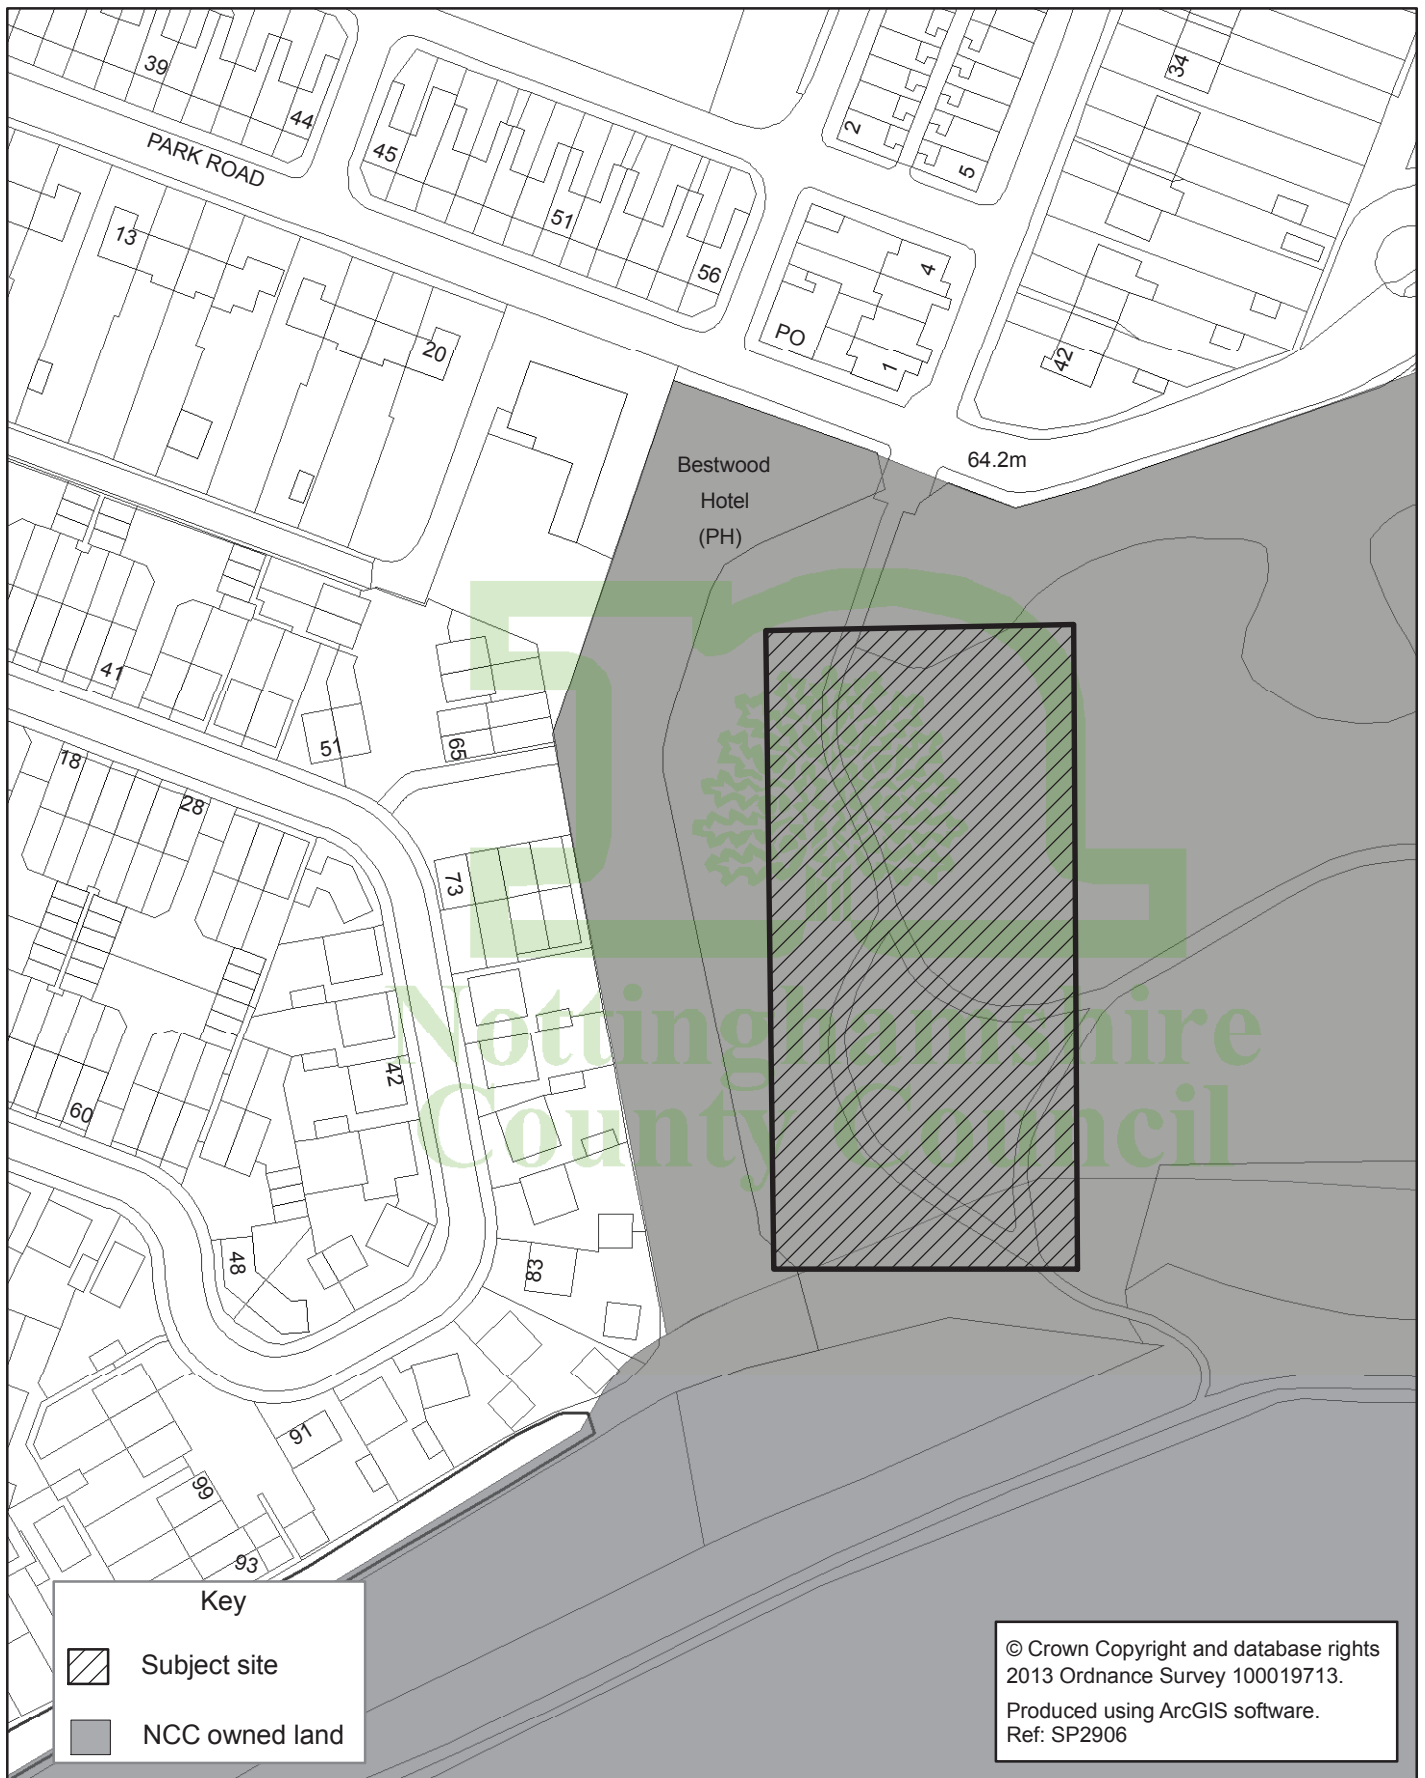 39
44
PARK ROAD
45
51
56
2
5
34
13
20
4
PO
1
42
64.2m
Bestwood
Hotel
(PH)
41
51
65
18
28
73
Nottinghamshire
County Council
42
60
48
83
91
99
93
Key
Subject site
NCC owned land
© Crown Copyright and database rights
2013 Ordnance Survey 100019713.
Produced using ArcGIS software.
Ref: SP2906